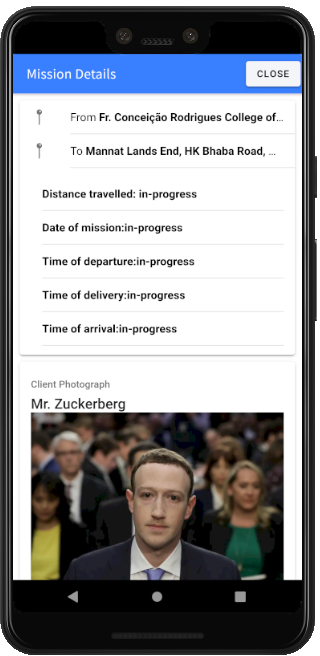 Mission Details
CLOSE
From Fr. Conceição Rodrigues College of...
To Mannat Lands End, HK Bhaba Road, ...
Distance travelled: in-progress
Date of mission:in-progress
Time of departure:in-progress
Time of delivery:in-progress
Time of arrival:in-progress
Client Photograph
Mr. Zuckerberg